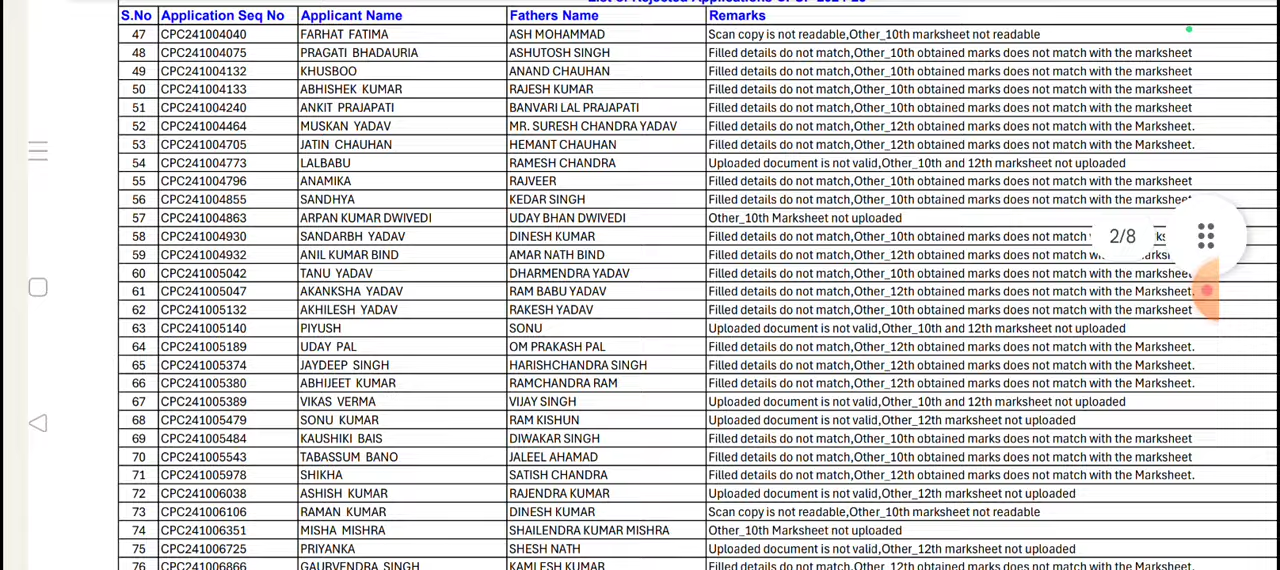 List of Rejected Applications CPCP 2024-25
S.No Application Seq No Applicant Name Fathers Name Remarks
47 CPC241004040 FARHAT FATIMA ASH MOHAMMAD Scan copy is not readable,Other_10th marksheet not readable
48 CPC241004075 PRAGATI BHADAURIA ASHUTOSH SINGH Filled details do not match,Other_10th obtained marks does not match with the marksheet
49 CPC241004132 KHUSBOO ANAND CHAUHAN Filled details do not match,Other_10th obtained marks does not match with the marksheet
50 CPC241004133 ABHISHEK KUMAR RAJESH KUMAR Filled details do not match,Other_10th obtained marks does not match with the marksheet
51 CPC241004240 ANKIT PRAJAPATI BANVARI LAL PRAJAPATI Filled details do not match,Other_10th obtained marks does not match with the marksheet
52 CPC241004464 MUSKAN YADAV MR. SURESH CHANDRA YADAV Filled details do not match,Other_12th obtained marks does not match with the Marksheet.
53 CPC241004705 JATIN CHAUHAN HEMANT CHAUHAN Filled details do not match,Other_12th obtained marks does not match with the Marksheet.
54 CPC241004773 LALBABU RAMESH CHANDRA Uploaded document is not valid,Other_10th and 12th marksheet not uploaded
55 CPC241004796 ANAMIKA RAJVEER Filled details do not match,Other_10th obtained marks does not match with the marksheet
56 CPC241004855 SANDHYA KEDAR SINGH Filled details do not match,Other_10th obtained marks does not match with the marksheet
57 CPC241004863 ARPAN KUMAR DWIVEDI UDAY BHAN DWIVEDI Other_10th Marksheet not uploaded
58 CPC241004930 SANDARBH YADAV DINESH KUMAR Filled details do not match,Other_10th obtained marks does not match
2/8
59 CPC241004932 ANIL KUMAR BIND AMAR NATH BIND Filled details do not match,Other_12th obtained marks does not match
60 CPC241005042 TANU YADAV DHARMENDRA YADAV Filled details do not match,Other_10th obtained marks does not match with the marksheet
61 CPC241005047 AKANKSHA YADAV RAM BABU YADAV Filled details do not match,Other_12th obtained marks does not match with the Marksheet.
62 CPC241005132 AKHILESH YADAV RAKESH YADAV Filled details do not match,Other_10th obtained marks does not match with the marksheet
63 CPC241005140 PIYUSH SONU Uploaded document is not valid,Other_10th and 12th marksheet not uploaded
64 CPC241005189 UDAY PAL OM PRAKASH PAL Filled details do not match,Other_12th obtained marks does not match with the Marksheet.
65 CPC241005374 JAYDEEP SINGH HARISHCHANDRA SINGH Filled details do not match,Other_12th obtained marks does not match with the Marksheet.
66 CPC241005380 ABHIJEET KUMAR RAMCHANDRA RAM Filled details do not match,Other_12th obtained marks does not match with the Marksheet.
67 CPC241005389 VIKAS VERMA VIJAY SINGH Uploaded document is not valid,Other_10th and 12th marksheet not uploaded
68 CPC241005479 SONU KUMAR RAM KISHUN Uploaded document is not valid,Other_12th marksheet not uploaded
69 CPC241005484 KAUSHIKI BAIS DIWAKAR SINGH Filled details do not match,Other_10th obtained marks does not match with the marksheet
70 CPC241005543 TABASSUM BANO JALEEL AHAMAD Filled details do not match,Other_10th obtained marks does not match with the marksheet
71 CPC241005978 SHIKHA SATISH CHANDRA Filled details do not match,Other_12th obtained marks does not match with the Marksheet.
72 CPC241006038 ASHISH KUMAR RAJENDRA KUMAR Uploaded document is not valid,Other_12th marksheet not uploaded
73 CPC241006106 RAMAN KUMAR DINESH KUMAR Scan copy is not readable,Other_10th marksheet not readable
74 CPC241006351 MISHA MISHRA SHAILENDRA KUMAR MISHRA Other_10th Marksheet not uploaded
75 CPC241006725 PRIYANKA SHESH NATH Uploaded document is not valid,Other_12th marksheet not uploaded
76 CPC241006866 GAURVENDRA SINGH KAMLESH KUMAR Filled details do not match,Other_12th obtained marks does not match with the Marksheet.